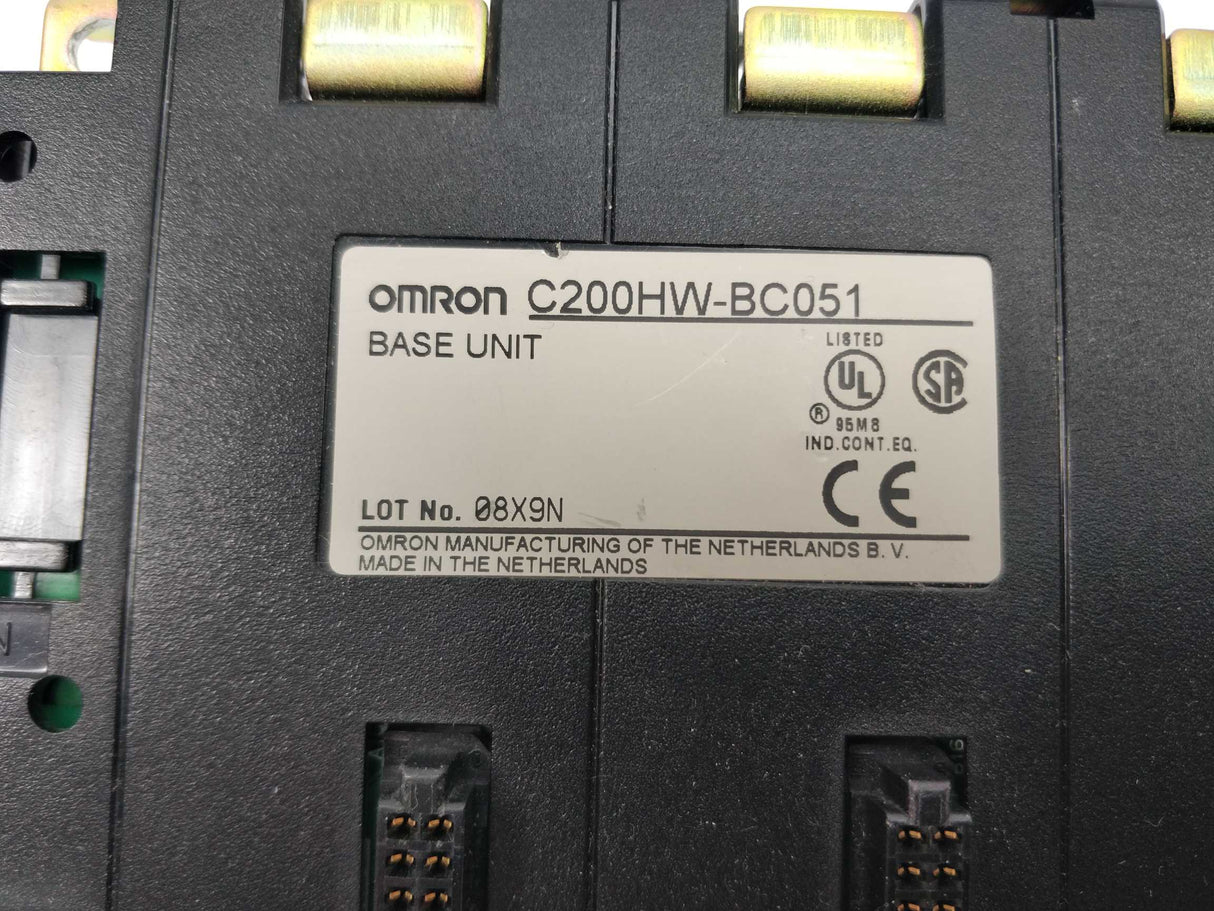 OMRON C200HW-BC051
BASE UNIT
LISTED
UL
SA
®
95M8
IND.CONT.EQ.
CE
LOT No. 08X9N
OMRON MANUFACTURING OF THE NETHERLANDS B. V.
MADE IN THE NETHERLANDS
N